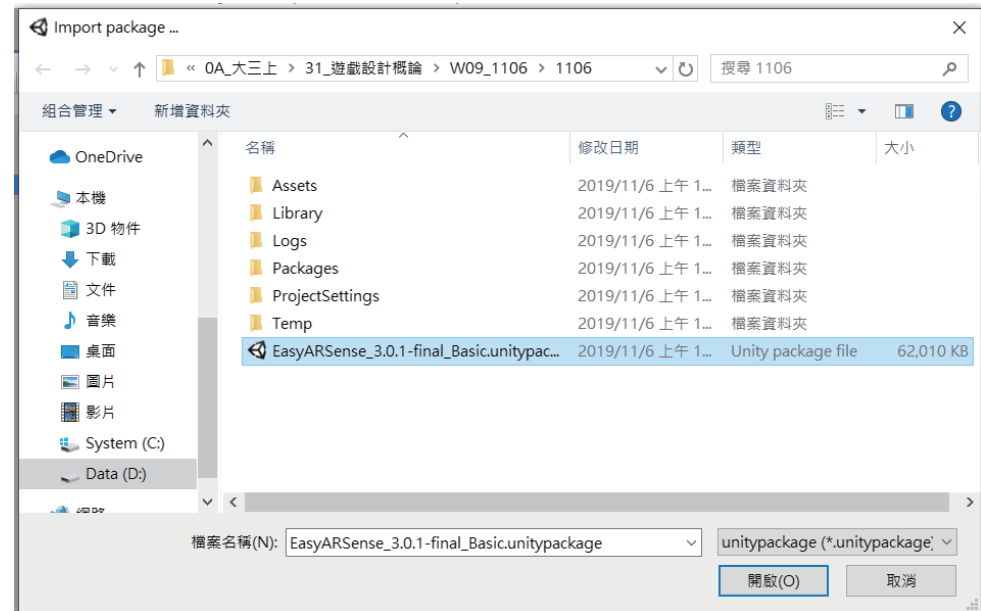 Import package ...
« 0A_大三上 > 31_遊戲設計概論 > W09_1106 > 1106
搜尋 1106
組合管理 新增資料夾
名稱 修改日期 類型 大小
OneDrive
本機
3D 物件
下載
文件
音樂
桌面
圖片
影片
System (C:)
Data (D:)
Assets 2019/11/6 上午 1... 檔案資料夾
Library 2019/11/6 上午 1... 檔案資料夾
Logs 2019/11/6 上午 1... 檔案資料夾
Packages 2019/11/6 上午 1... 檔案資料夾
ProjectSettings 2019/11/6 上午 1... 檔案資料夾
Temp 2019/11/6 上午 1... 檔案資料夾
EasyARSense_3.0.1-final_Basic.unitypac... 2019/11/6 上午 1... Unity package file 62,010 KB
檔案名稱(N): EasyARSense_3.0.1-final_Basic.unitypackage unitypackage (*.unitypackage)
開啟(O) 取消